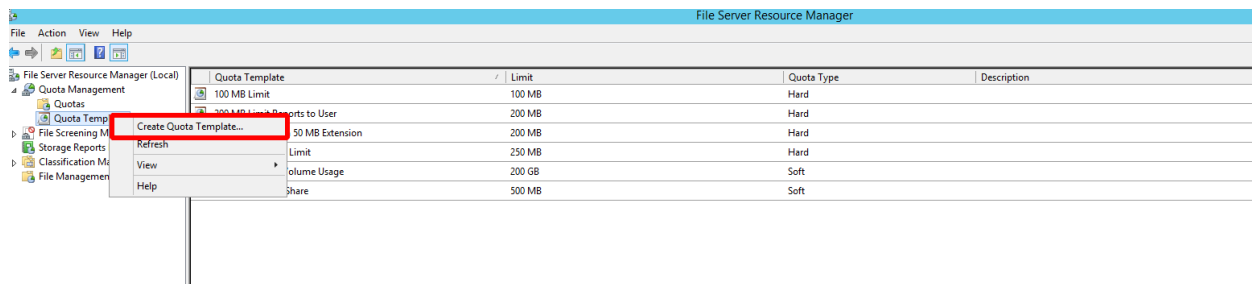 File Server Resource Manager
File Action View Help
File Server Resource Manager (Local)
Quota Management
Quotas
Quota Temp
File Screening M
Storage Reports
Classification Ma
File Managemen
Create Quota Template...
Refresh
View
Help
Quota Template Limit Quota Type Description
100 MB Limit 100 MB Hard
200 MB Limit Reports to User 200 MB Hard
50 MB Extension 200 MB Hard
Limit 250 MB Hard
olume Usage 200 GB Soft
Share 500 MB Soft